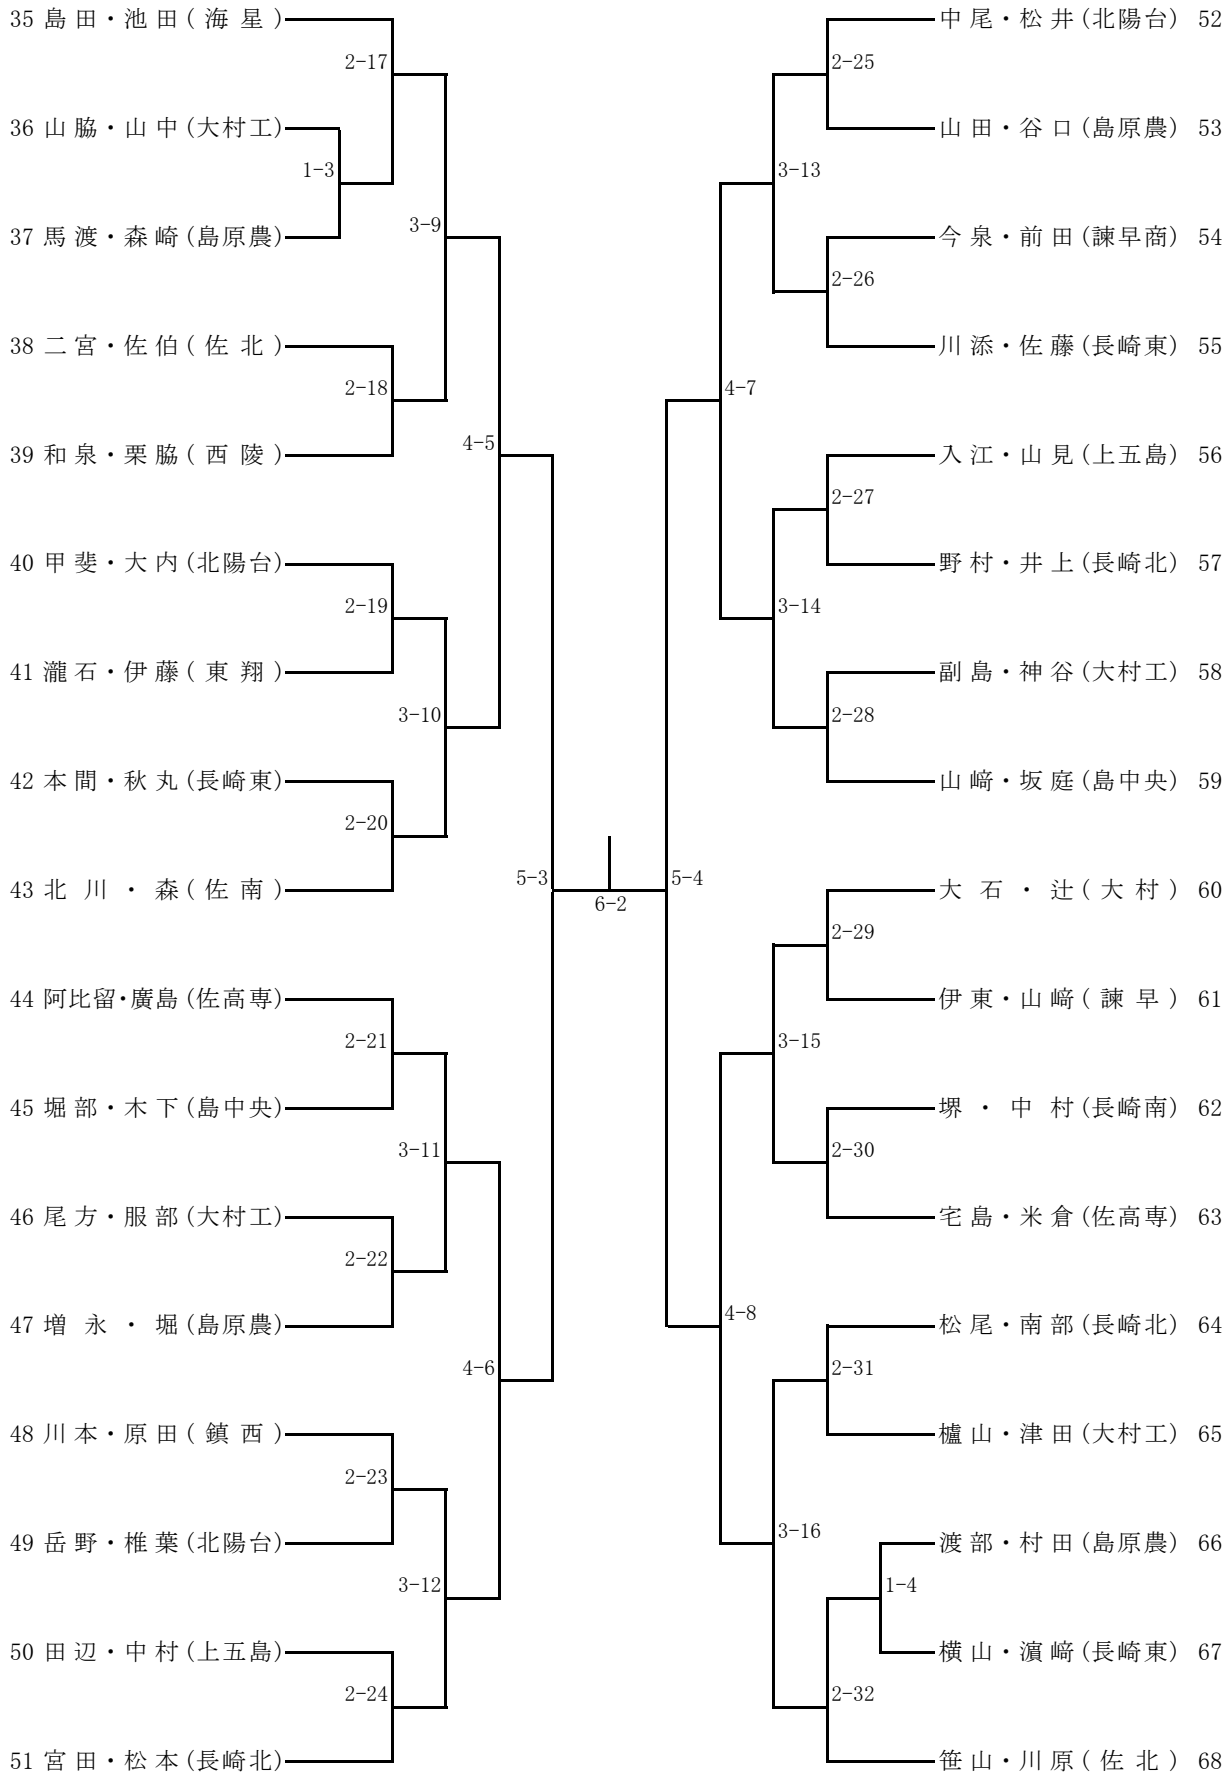 35 島田・池田(海星)
2-17
36 山脇・山中(大村工)
1-3
37 馬渡・森崎(島原農)
3-9
38 二宮・佐伯(佐北)
2-18
39 和泉・栗脇(西陵)
4-5
40 甲斐・大内(北陽台)
2-19
41 瀧石・伊藤(東翔)
3-10
42 本間・秋丸(長崎東)
2-20
43 北川・森(佐南)
5-3
44 阿比留・廣島(佐高専)
2-21
45 堀部・木下(島中央)
3-11
46 尾方・服部(大村工)
2-22
47 増永・堀(島原農)
4-6
48 川本・原田(鎮西)
2-23
49 岳野・椎葉(北陽台)
3-12
50 田辺・中村(上五島)
2-24
51 宮田・松本(長崎北)
6-2
中尾・松井(北陽台) 52
2-25
山田・谷口(島原農) 53
3-13
今泉・前田(諫早商) 54
2-26
川添・佐藤(長崎東) 55
4-7
入江・山見(上五島) 56
2-27
野村・井上(長崎北) 57
3-14
副島・神谷(大村工) 58
2-28
山﨑・坂庭(島中央) 59
5-4
大石・辻(大村) 60
2-29
伊東・山﨑(諫早) 61
3-15
堺・中村(長崎南) 62
2-30
宅島・米倉(佐高専) 63
4-8
松尾・南部(長崎北) 64
2-31
櫨山・津田(大村工) 65
3-16
渡部・村田(島原農) 66
1-4
横山・濵﨑(長崎東) 67
2-32
笹山・川原(佐北) 68